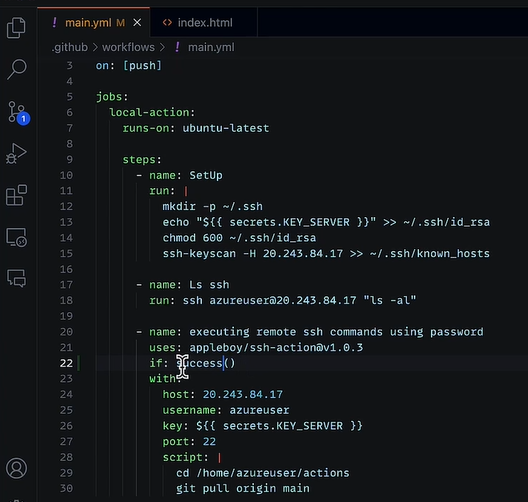 main.yml M
index.html
.github > workflows > main.yml
3 on: [push]
4
5 jobs:
6 local-action:
7 runs-on: ubuntu-latest
8
9 steps:
10 - name: SetUp
11 run: |
12 mkdir -p ~/.ssh
13 echo "${{ secrets.KEY_SERVER }}" >> ~/.ssh/id_rsa
14 chmod 600 ~/.ssh/id_rsa
15 ssh-keyscan -H 20.243.84.17 >> ~/.ssh/known_hosts
16
17 - name: Ls ssh
18 run: ssh azureuser@20.243.84.17 "ls -al"
19
20 - name: executing remote ssh commands using password
21 uses: appleboy/ssh-action@v1.0.3
22 if: success()
23 with:
24 host: 20.243.84.17
25 username: azureuser
26 key: ${{ secrets.KEY_SERVER }}
27 port: 22
28 script: |
29 cd /home/azureuser/actions
30 git pull origin main
1